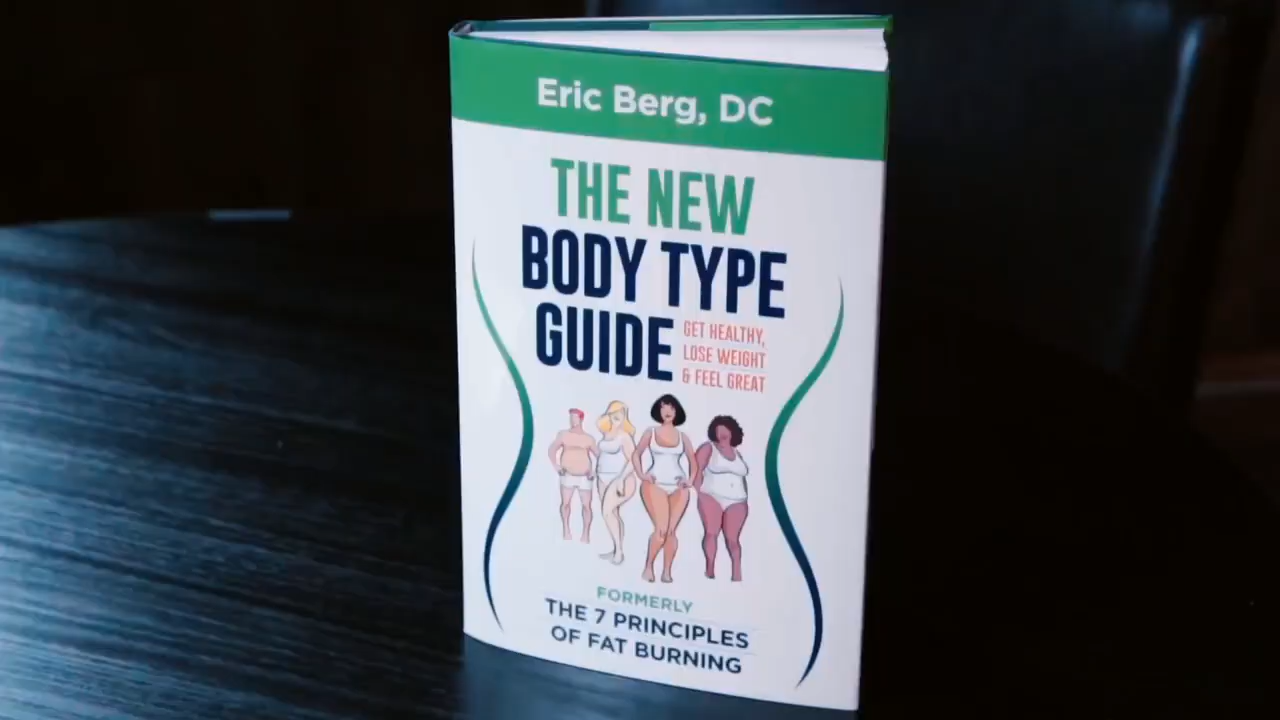 Eric Berg, DC
THE NEW
BODY TYPE
GUIDE
GET HEALTHY,
LOSE WEIGHT
& FEEL GREAT
FORMERLY
THE 7 PRINCIPLES
OF FAT BURNING